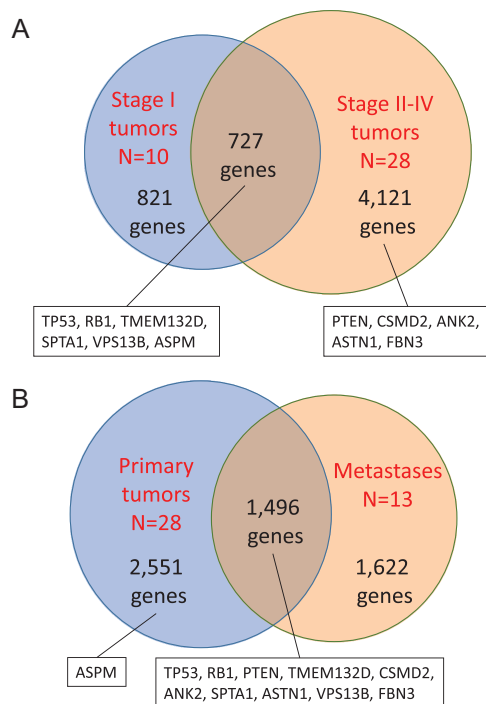 A
Stage I
tumors
N=10
821
genes
727
genes
Stage II-IV
tumors
N=28
4,121
genes
TP53, RB1, TMEM132D,
SPTA1, VPS13B, ASPM
PTEN, CSMD2, ANK2,
ASTN1, FBN3
B
Primary
tumors
N=28
2,551
genes
1,496
genes
Metastases
N=13
1,622
genes
ASPM
TP53, RB1, PTEN, TMEM132D, CSMD2,
ANK2, SPTA1, ASTN1, VPS13B, FBN3